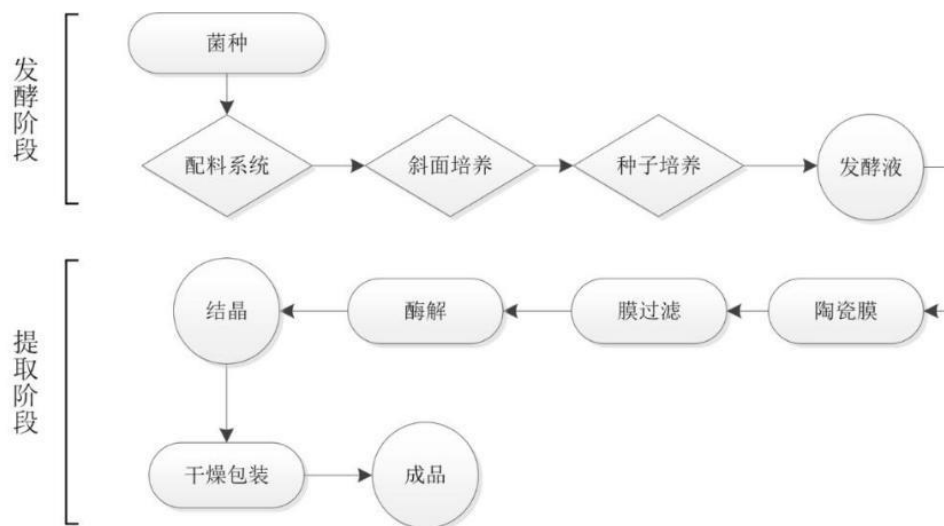 发酵阶段
菌种
配料系统
斜面培养
种子培养
发酵液
提取阶段
结晶
酶解
膜过滤
陶瓷膜
干燥包装
成品